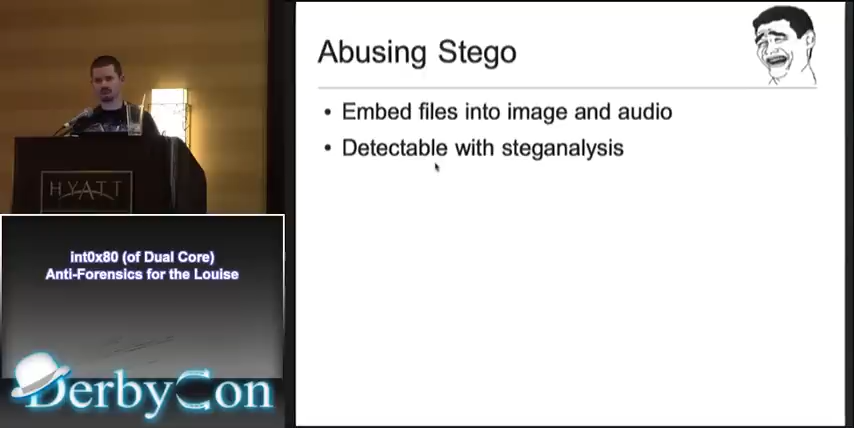 Abusing Stego
• Embed files into image and audio
• Detectable with steganalysis
HYATT
int0x80 (of Dual Core)
Anti-Forensics for the Louise
DerbyCon